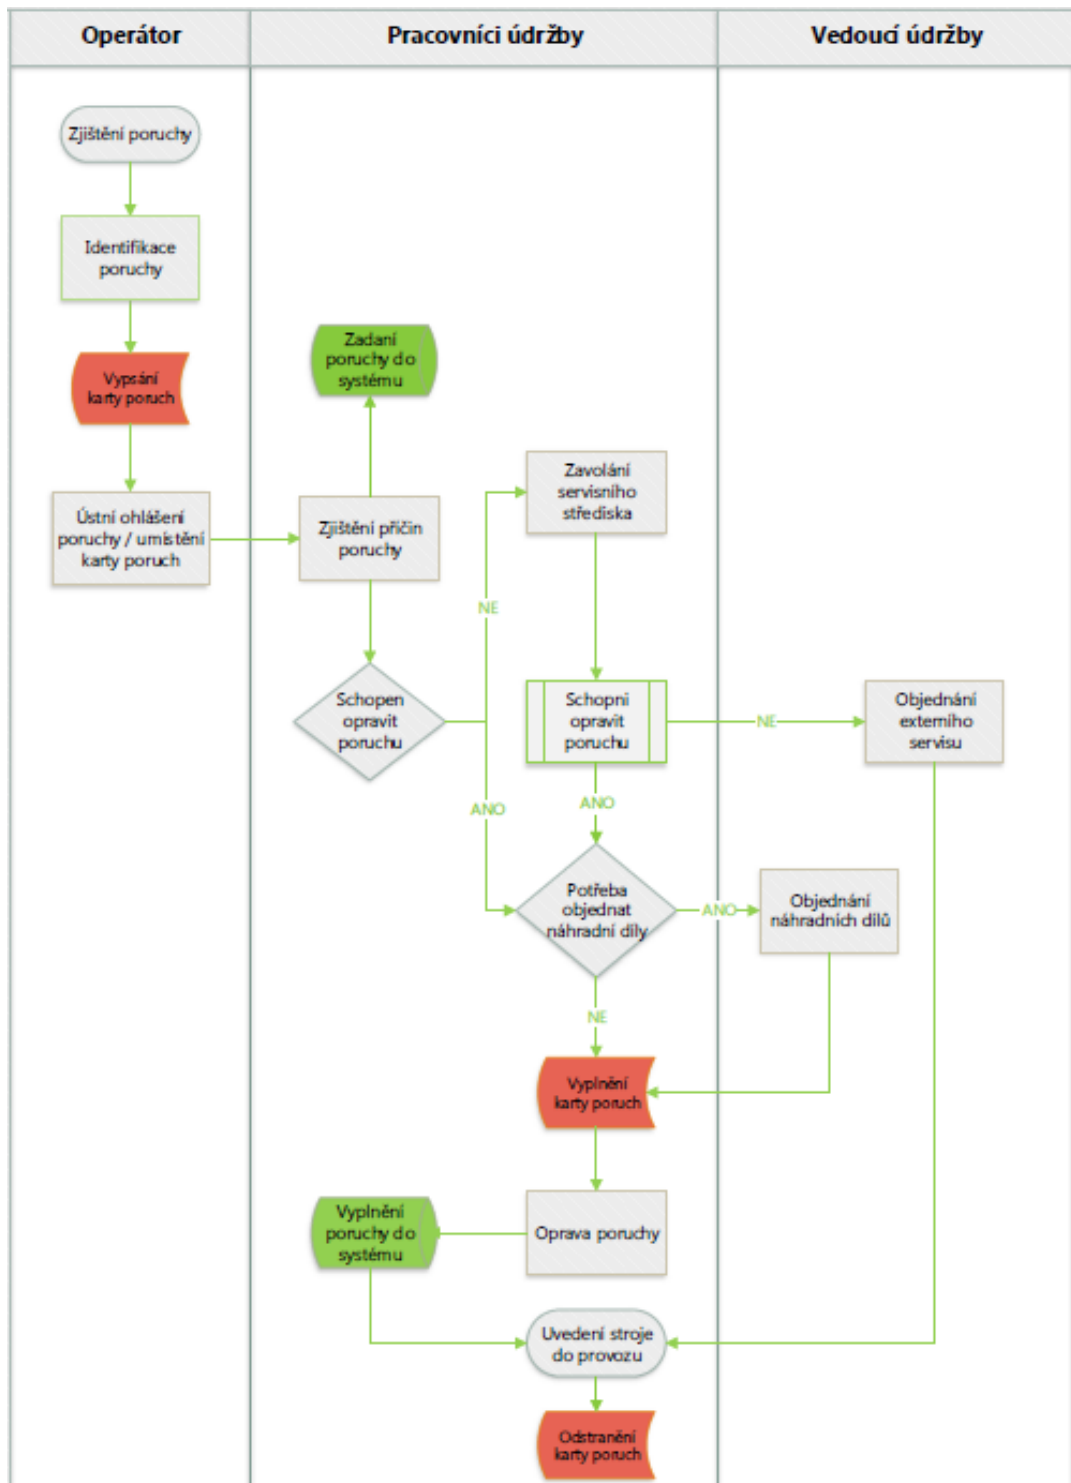 Operátor
Pracovníci údržby
Vedoucí údržby
Zjištění poruchy
Identifikace
poruchy
Vypsání
karty poruch
Ústní ohlášení
poruchy / umístění
karty poruch
Zadaní
poruchy do
systému
Zjištění příčin
poruchy
Schopen
opravit
poruchu
NE
ANO
Zavolání
servisního
střediska
Schopni
opravit
poruchu
NE
ANO
Objednání
externího
servisu
Potřeba
objednat
náhradní díly
ANO
NE
Objednání
náhradních dílů
Vyplnění
karty poruch
Oprava poruchy
Vyplnění
poruchy do
systému
Uvedení stroje
do provozu
Odstranění
karty poruch